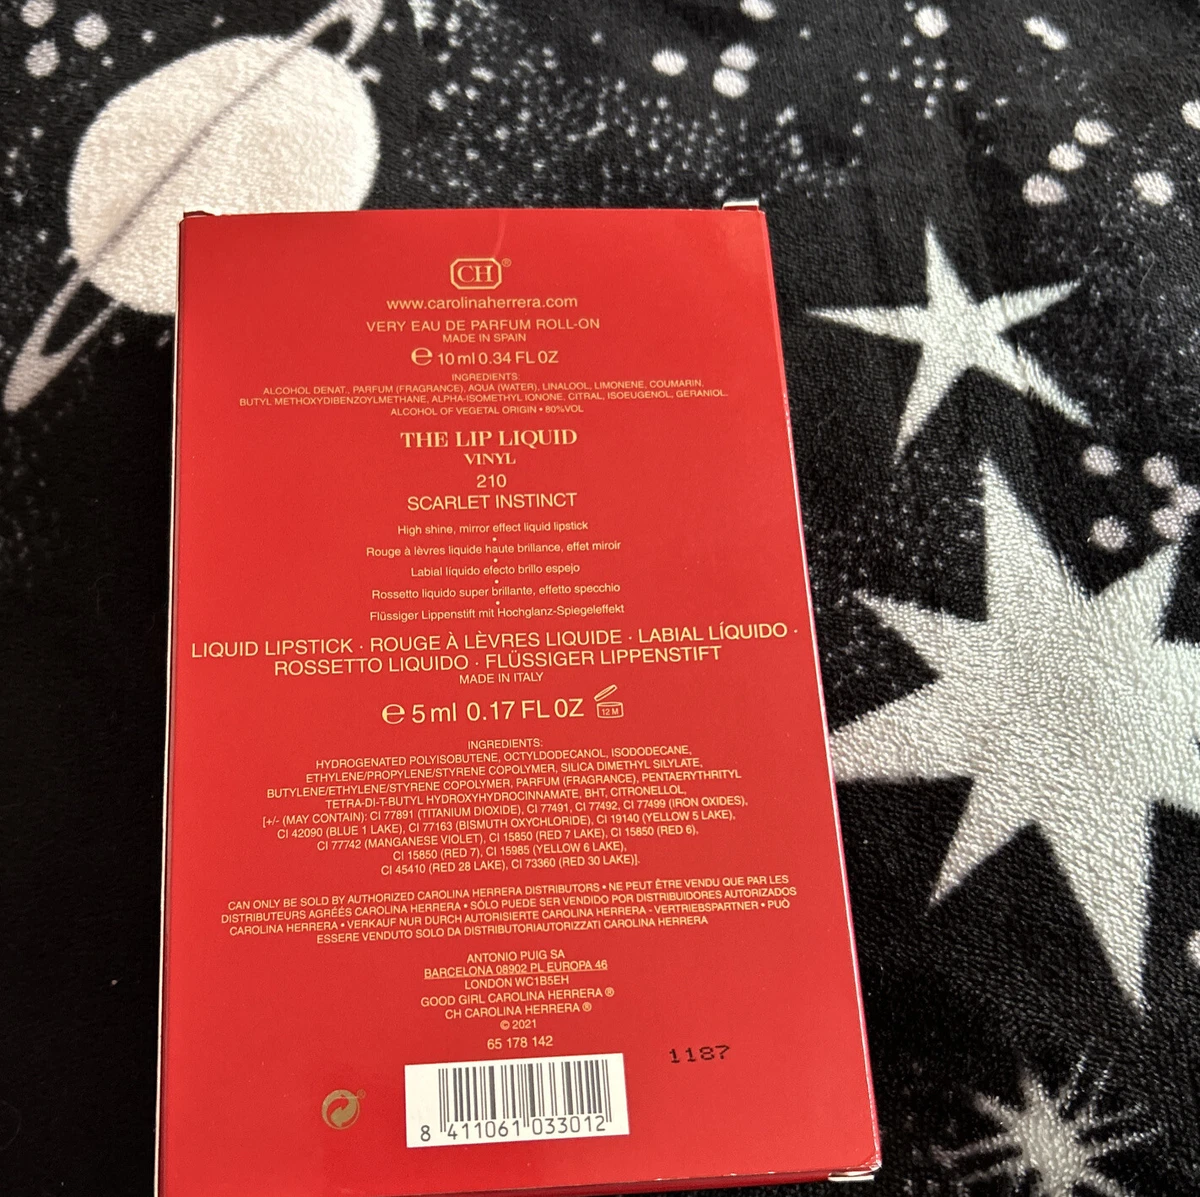 CH®
www.carolinaherrera.com
VERY EAU DE PARFUM ROLL-ON
MADE IN SPAIN
℮ 10 ml 0.34 FL OZ
INGREDIENTS:
ALCOHOL DENAT., PARFUM (FRAGRANCE), AQUA (WATER), LINALOOL, LIMONENE, COUMARIN,
BUTYL METHOXYDIBENZOYLMETHANE, ALPHA-ISOMETHYL IONONE, CITRAL, ISOEUGENOL, GERANIOL.
ALCOHOL OF VEGETAL ORIGIN • 80%VOL
THE LIP LIQUID
VINYL
210
SCARLET INSTINCT
High shine, mirror effect liquid lipstick
•
Rouge à lèvres liquide haute brillance, effet miroir
•
Labial líquido efecto brillo espejo
•
Rossetto liquido super brillante, effetto specchio
•
Flüssiger Lippenstift mit Hochglanz-Spiegeleffekt
LIQUID LIPSTICK · ROUGE À LÈVRES LIQUIDE · LABIAL LÍQUIDO ·
ROSSETTO LIQUIDO · FLÜSSIGER LIPPENSTIFT
MADE IN ITALY
℮ 5 ml 0.17 FL OZ 12 M
INGREDIENTS:
HYDROGENATED POLYISOBUTENE, OCTYLDODECANOL, ISODODECANE,
ETHYLENE/PROPYLENE/STYRENE COPOLYMER, SILICA DIMETHYL SILYLATE,
BUTYLENE/ETHYLENE/STYRENE COPOLYMER, PARFUM (FRAGRANCE), PENTAERYTHRITYL
TETRA-DI-T-BUTYL HYDROXYHYDROCINNAMATE, BHT, CITRONELLOL,
[+/- (MAY CONTAIN): CI 77891 (TITANIUM DIOXIDE), CI 77491, CI 77492, CI 77499 (IRON OXIDES),
CI 42090 (BLUE 1 LAKE), CI 77163 (BISMUTH OXYCHLORIDE), CI 19140 (YELLOW 5 LAKE),
CI 77742 (MANGANESE VIOLET), CI 15850 (RED 7 LAKE), CI 15850 (RED 6),
CI 15850 (RED 7), CI 15985 (YELLOW 6 LAKE),
CI 45410 (RED 28 LAKE), CI 73360 (RED 30 LAKE)].
CAN ONLY BE SOLD BY AUTHORIZED CAROLINA HERRERA DISTRIBUTORS • NE PEUT ÊTRE VENDU QUE PAR LES
DISTRIBUTEURS AGRÉÉS CAROLINA HERRERA • SÓLO PUEDE SER VENDIDO POR DISTRIBUIDORES AUTORIZADOS
CAROLINA HERRERA • VERKAUF NUR DURCH AUTORISIERTE CAROLINA HERRERA - VERTRIEBSPARTNER • PUÒ
ESSERE VENDUTO SOLO DA DISTRIBUTORIAUTORIZZATI CAROLINA HERRERA
ANTONIO PUIG SA
BARCELONA 08902 PL EUROPA 46
LONDON WC1B5EH
GOOD GIRL CAROLINA HERRERA ®
CH CAROLINA HERRERA ®
© 2021
65 178 142
1187
8 411061 033012